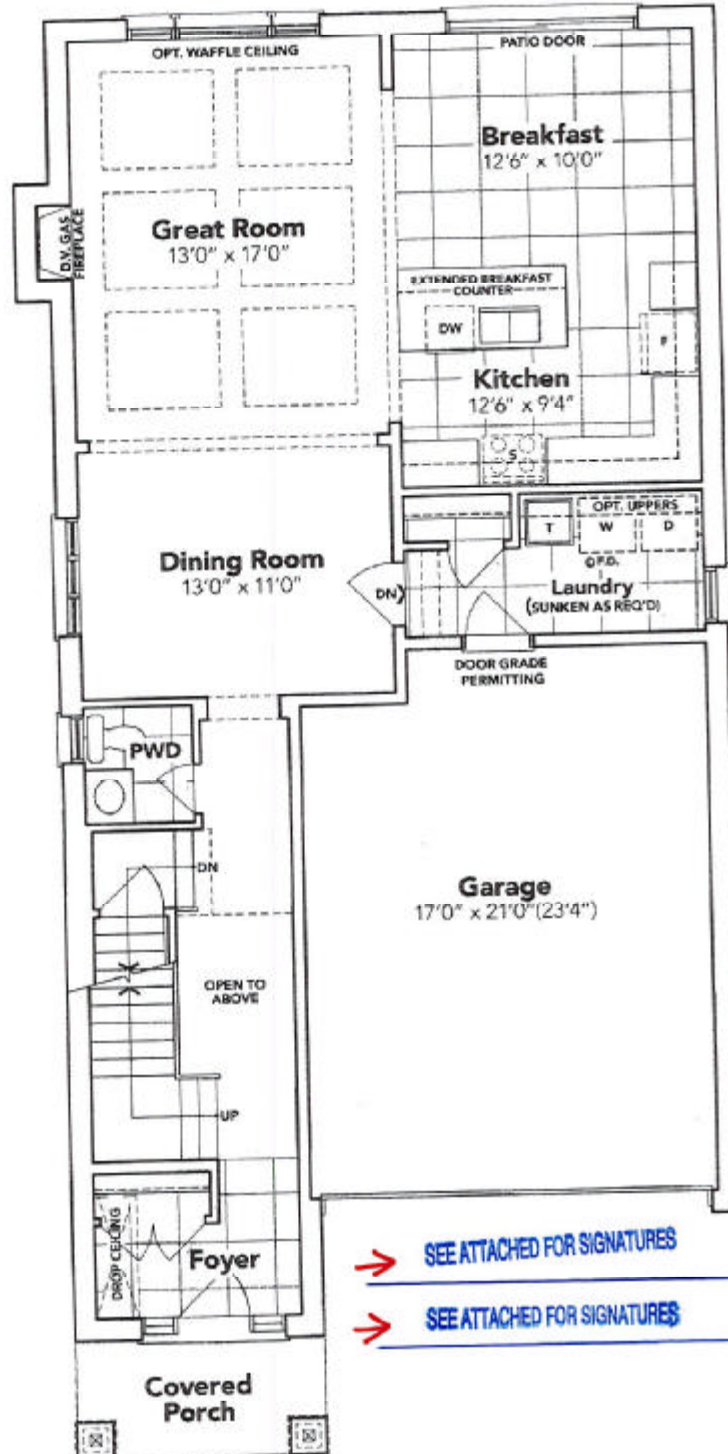 OPT. WAFFLE CEILING
PATIO DOOR
Breakfast
12'6" x 10'0"
Great Room
13'0" x 17'0"
D.V. GAS
FIREPLACE
EXTENDED BREAKFAST
COUNTER
DW
F
Kitchen
12'6" x 9'4"
S
OPT. UPPERS
T
W
D
F.D.
Laundry
(SUNKEN AS REQ'D)
Dining Room
13'0" x 11'0"
DN
DOOR GRADE
PERMITTING
PWD
DN
Garage
17'0" x 21'0"(23'4")
OPEN TO
ABOVE
UP
DROP CEILING
Foyer
SEE ATTACHED FOR SIGNATURES
SEE ATTACHED FOR SIGNATURES
Covered
Porch